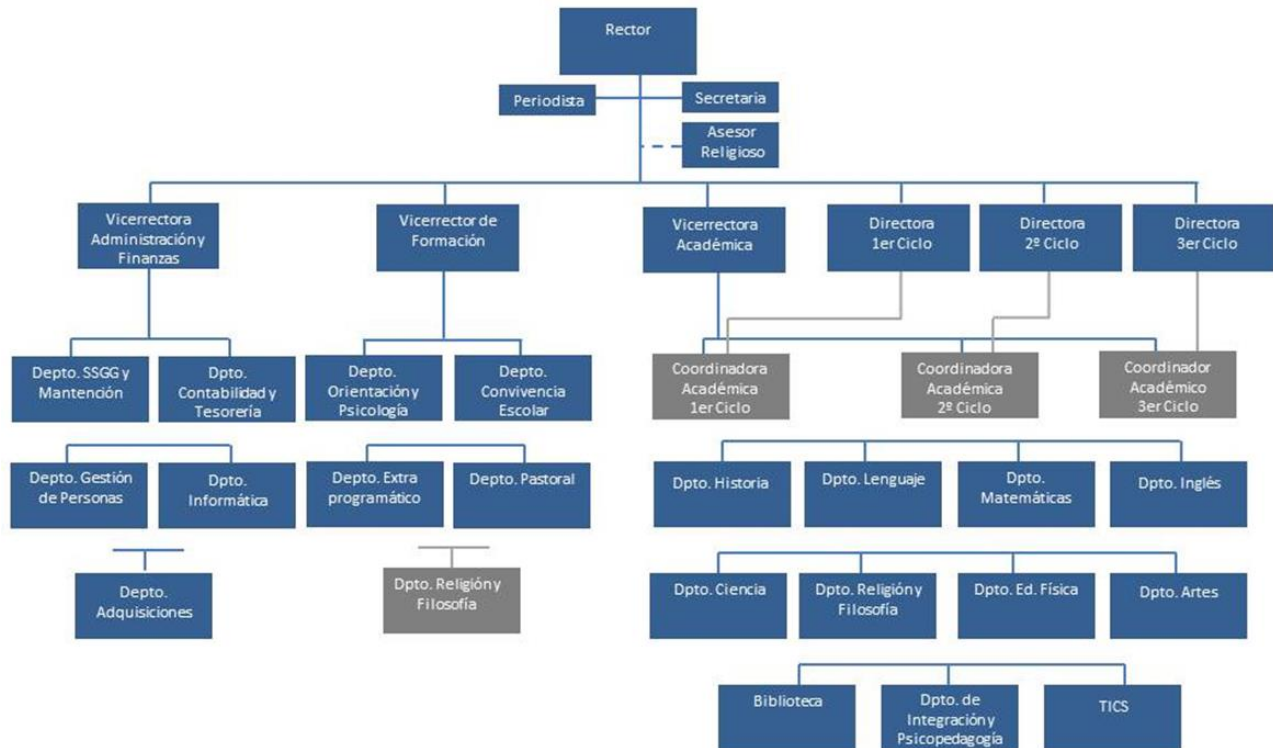 Rector
Periodista
Secretaria
Asesor
Religioso
Vicerrectora
Administración y
Finanzas
Vicerrector de
Formación
Vicerrectora
Académica
Directora
1er Ciclo
Directora
2º Ciclo
Directora
3er Ciclo
Depto. SSGG y
Mantención
Dpto.
Contabilidad y
Tesorería
Depto.
Orientación y
Psicología
Depto.
Convivencia
Escolar
Coordinadora
Académica
1er Ciclo
Coordinadora
Académica
2º Ciclo
Coordinador
Académico
3er Ciclo
Depto. Gestión
de Personas
Dpto.
Informática
Depto. Extra
programático
Depto. Pastoral
Dpto. Historia
Dpto. Lenguaje
Dpto.
Matemáticas
Dpto. Inglés
Depto.
Adquisiciones
Dpto. Religión y
Filosofía
Dpto. Ciencia
Dpto. Religión y
Filosofía
Dpto. Ed. Física
Dpto. Artes
Biblioteca
Dpto. de
Integración y
Psicopedagogía
TICS